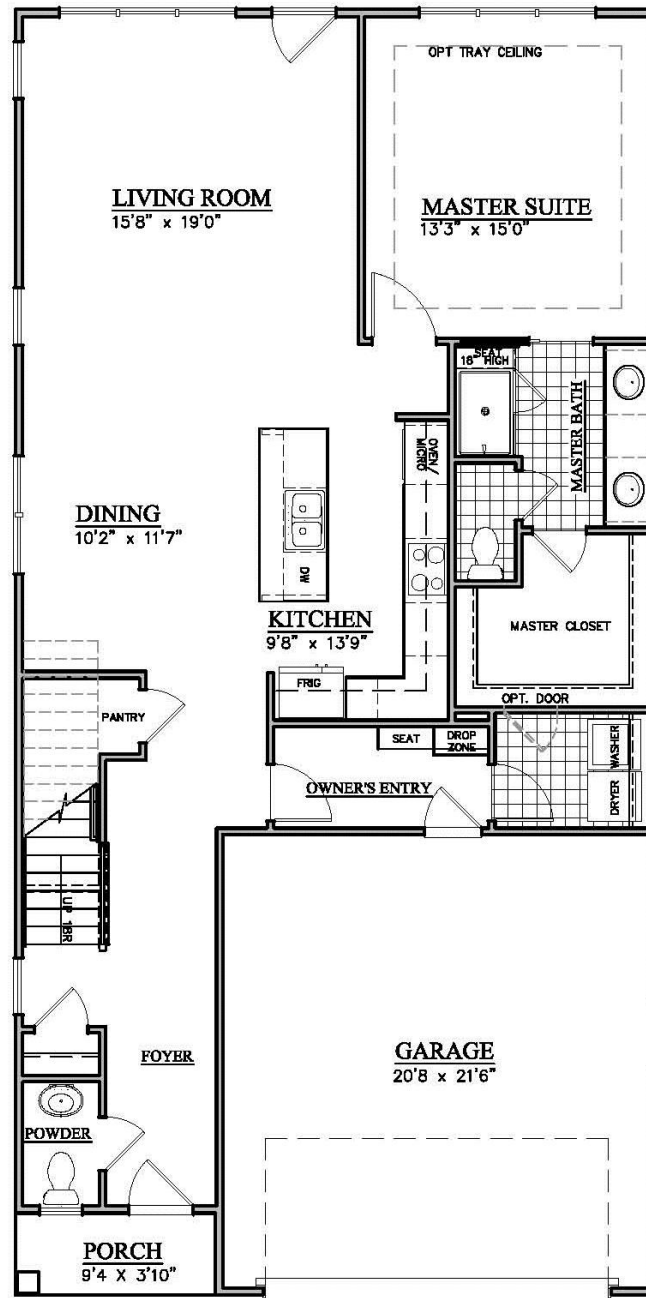 OPT TRAY CEILING
LIVING ROOM
15'8" x 19'0"
MASTER SUITE
13'3" x 15'0"
SEAT
18" HIGH
MASTER BATH
OVEN/
MICRO
DINING
10'2" x 11'7"
DW
KITCHEN
9'8" x 13'9"
MASTER CLOSET
FRIG
OPT. DOOR
PANTRY
SEAT
DROP
ZONE
WASHER
DRYER
OWNER'S ENTRY
UP 18R
FOYER
GARAGE
20'8 x 21'6"
POWDER
PORCH
9'4 X 3'10"